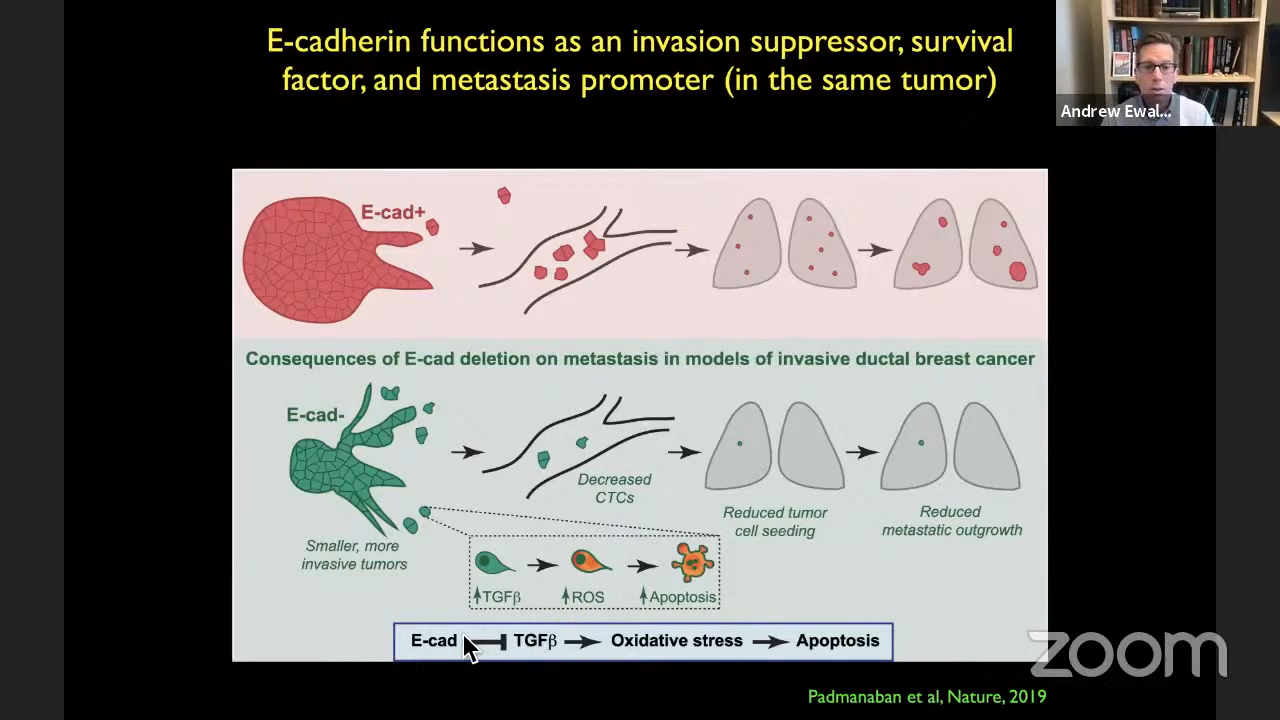 E-cadherin functions as an invasion suppressor, survival
factor, and metastasis promoter (in the same tumor)
Andrew Ewal...
E-cad+
Consequences of E-cad deletion on metastasis in models of invasive ductal breast cancer
E-cad-
Decreased
CTCs
Reduced tumor
cell seeding
Reduced
metastatic outgrowth
Smaller, more
invasive tumors
↑TGFβ
↑ROS
↑Apoptosis
E-cad TGFβ Oxidative stress Apoptosis
zoom
Padmanaban et al, Nature, 2019